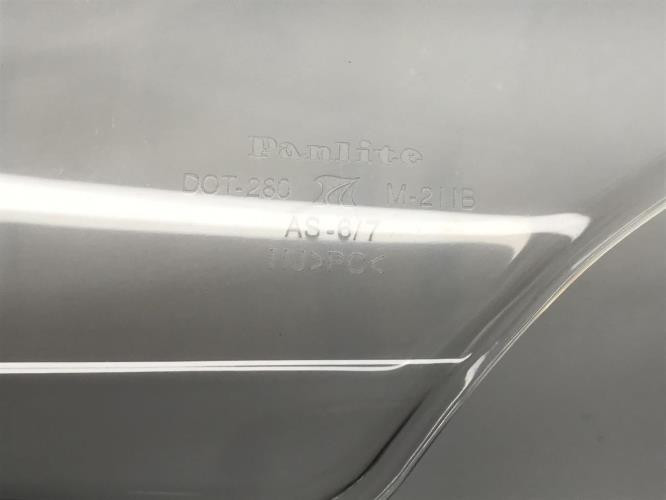 Panlite
DOT-280 M-211B
AS-6/7
>PC<